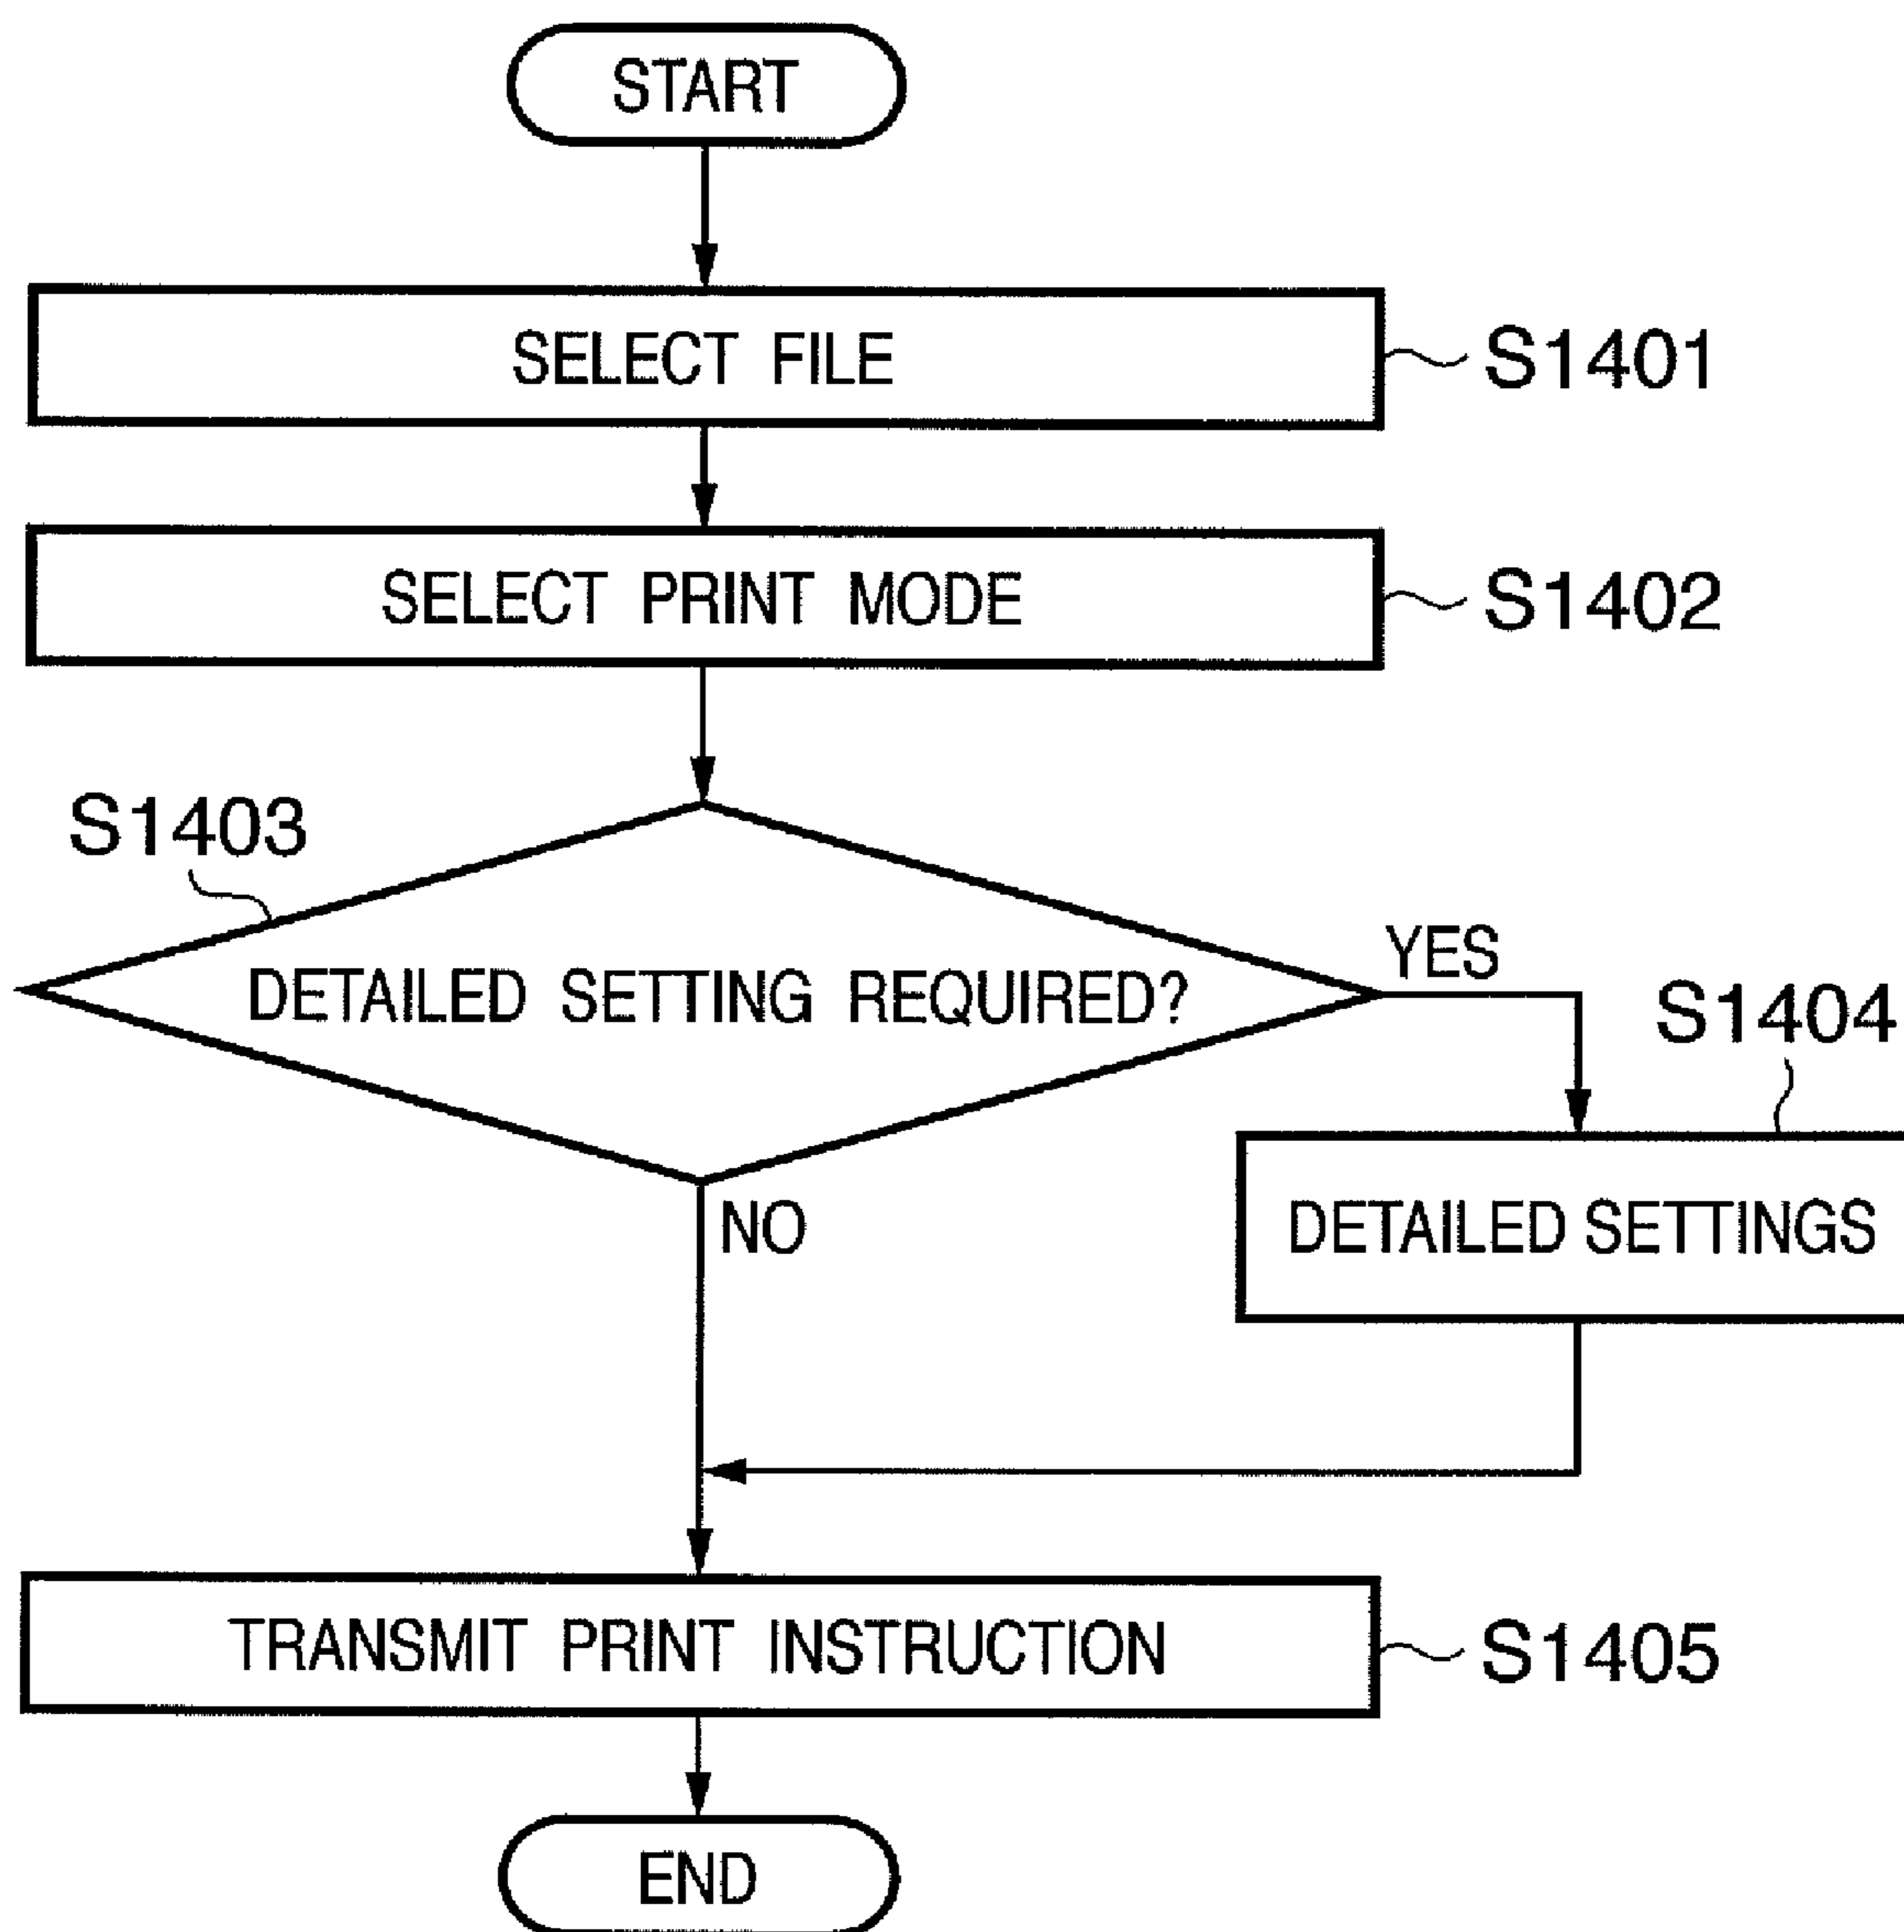 START
SELECT FILE
S1401
SELECT PRINT MODE
S1402
S1403
DETAILED SETTING REQUIRED?
YES
S1404
DETAILED SETTINGS
NO
TRANSMIT PRINT INSTRUCTION
S1405
END